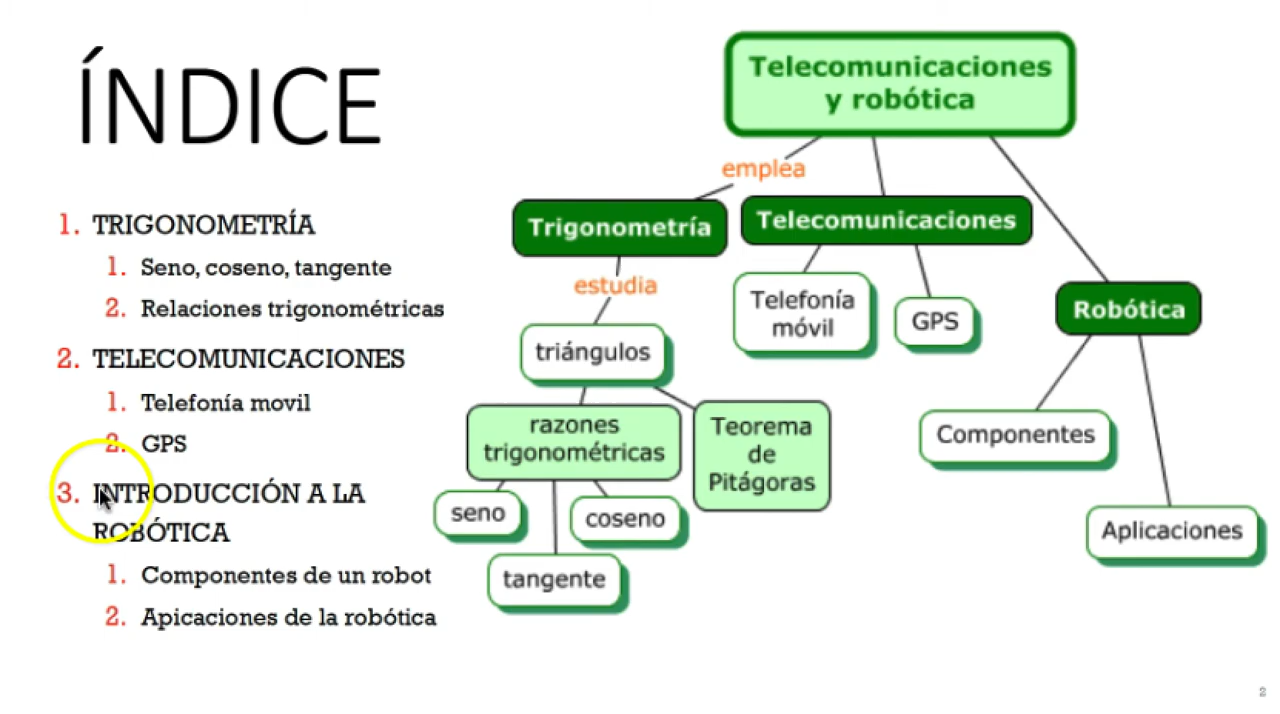 ÍNDICE
1. TRIGONOMETRÍA
1. Seno, coseno, tangente
2. Relaciones trigonométricas
2. TELECOMUNICACIONES
1. Telefonía movil
2. GPS
3. INTRODUCCIÓN A LA
ROBÓTICA
1. Componentes de un robot
2. Apicaciones de la robótica
Telecomunicaciones
y robótica
emplea
Trigonometría
Telecomunicaciones
Robótica
estudia
triángulos
Telefonía
móvil
GPS
razones
trigonométricas
Teorema
de
Pitágoras
Componentes
seno
coseno
tangente
Aplicaciones
2